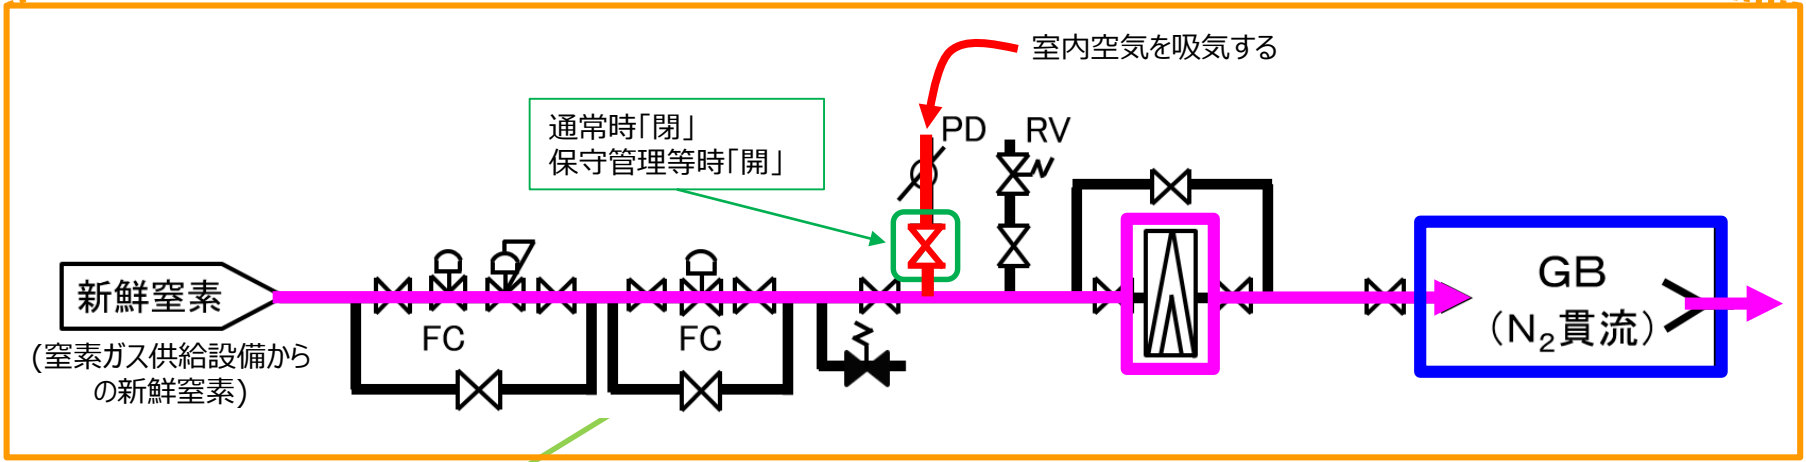 室内空気を吸気する
通常時「閉」
保守管理等時「開」
PD
RV
新鮮窒素
FC
FC
GB
（N₂貫流）
(窒素ガス供給設備から
の新鮮窒素)